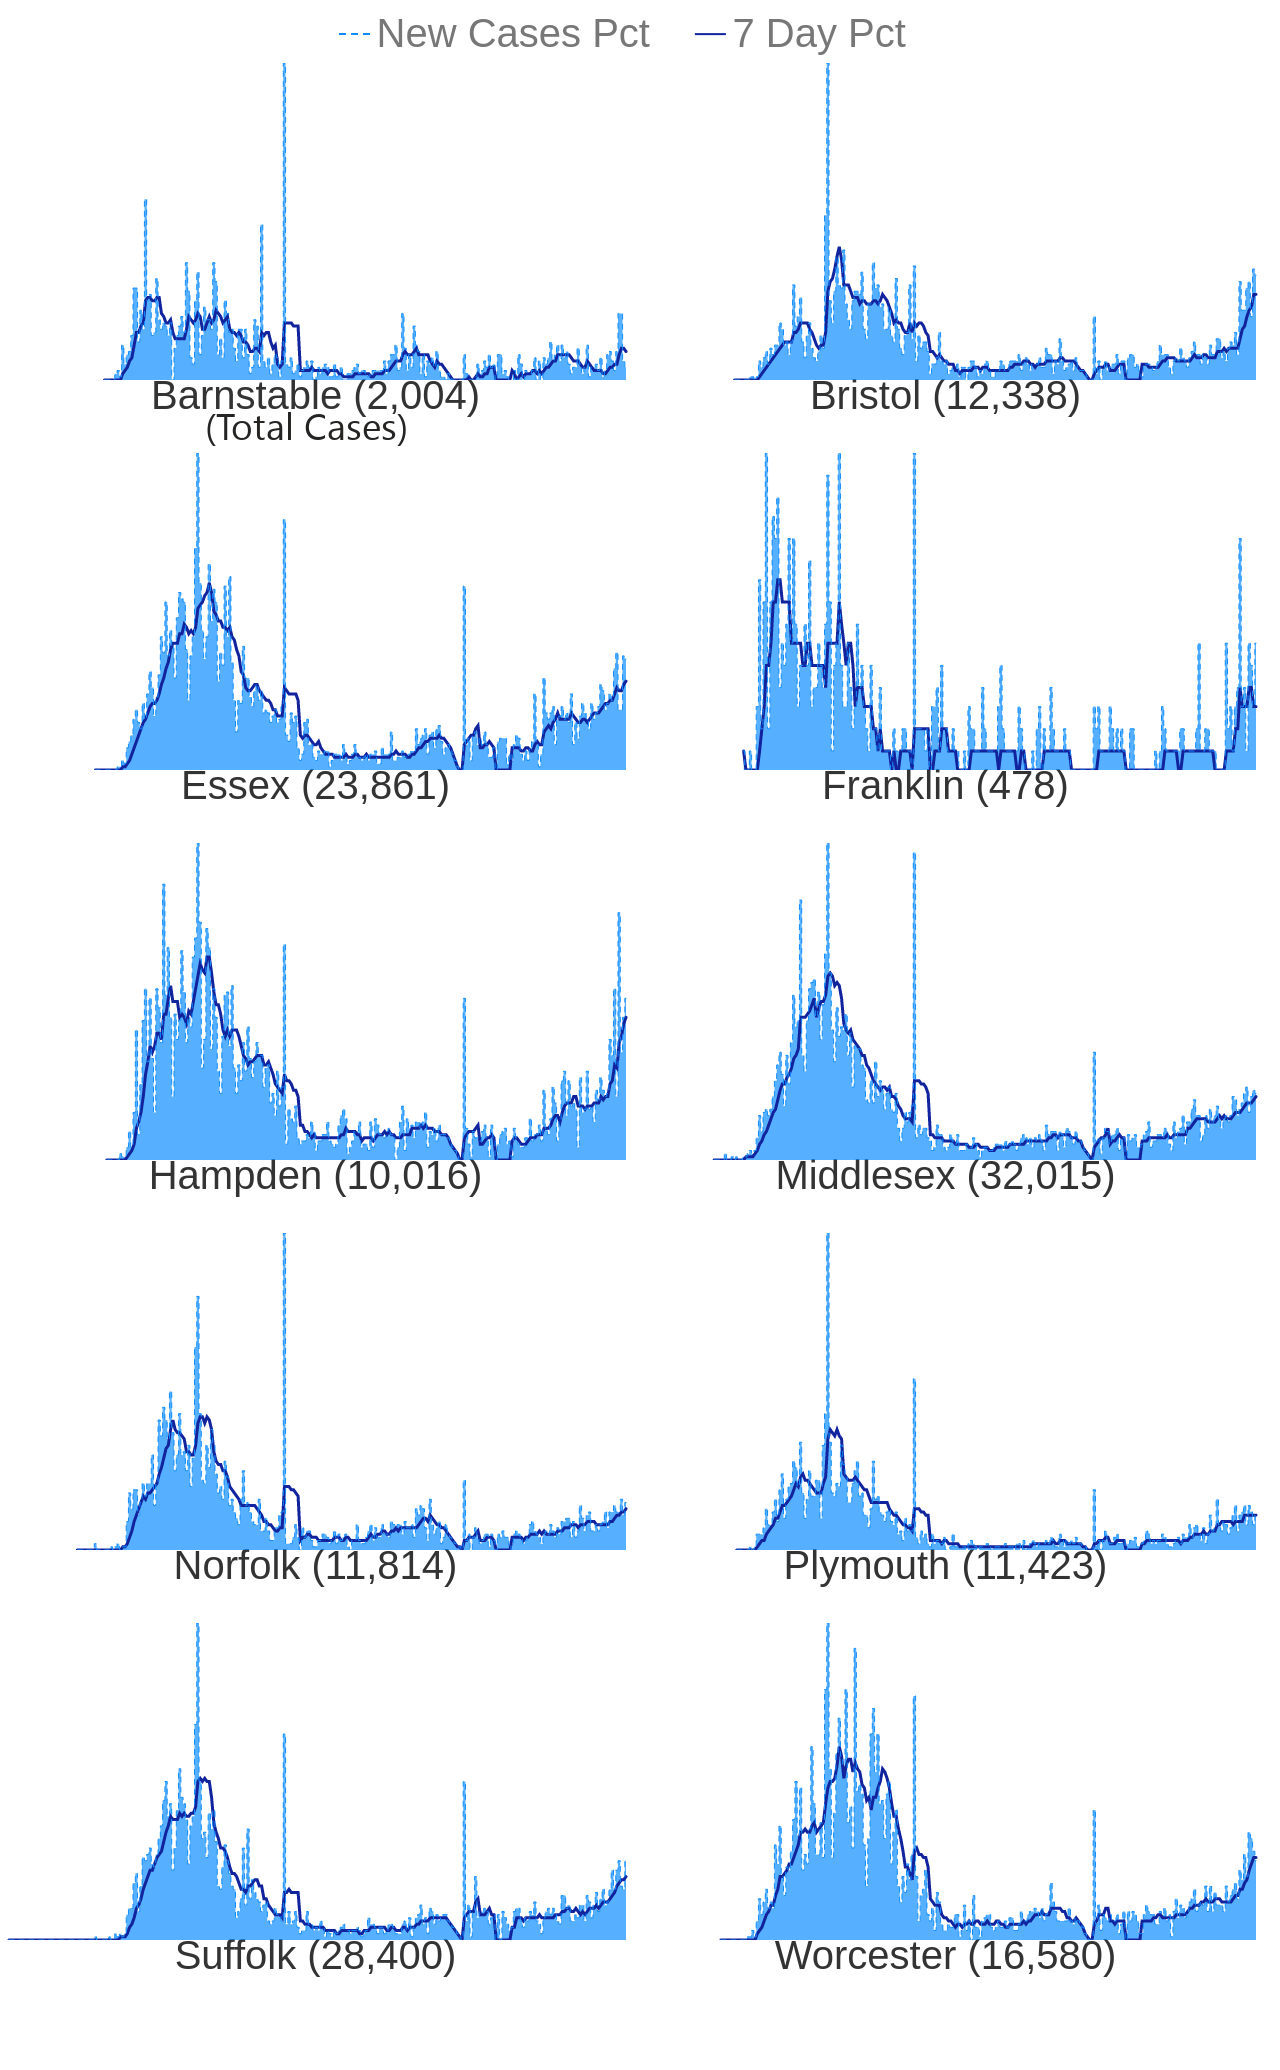 New Cases Pct 7 Day Pct
Barnstable (2,004) Bristol (12,338)
(Total Cases)
Essex (23,861) Franklin (478)
Hampden (10,016) Middlesex (32,015)
Norfolk (11,814) Plymouth (11,423)
Suffolk (28,400) Worcester (16,580)